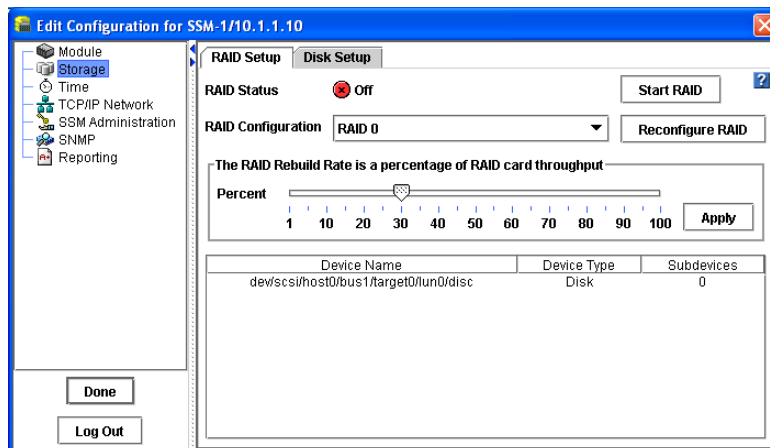 Edit Configuration for SSM-1/10.1.1.10
Module
Storage
Time
TCP/IP Network
SSM Administration
SNMP
Reporting
Done
Log Out
RAID Setup Disk Setup
RAID Status Off Start RAID
?
RAID Configuration RAID 0 Reconfigure RAID
The RAID Rebuild Rate is a percentage of RAID card throughput
Percent
1 10 20 30 40 50 60 70 80 90 100
Apply
Device Name Device Type Subdevices
dev/scsi/host0/bus1/target0/lun0/disc Disk 0